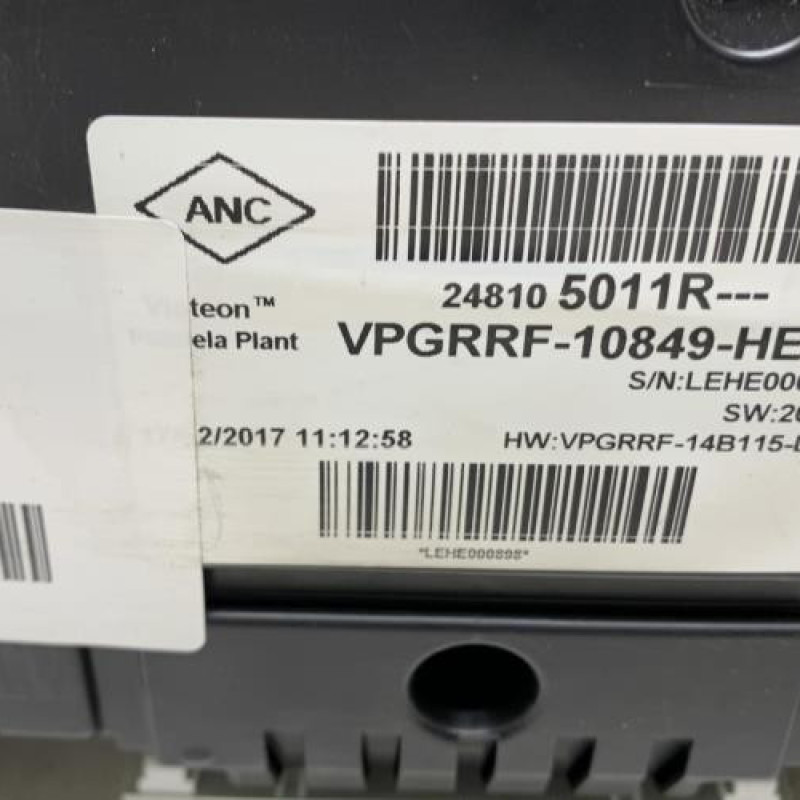 ANC
24810 5011R---
teon™
ela Plant
VPGRRF-10849-HE
S/N:LEHE000
SW:20
2/2017 11:12:58
HW:VPGRRF-14B115-
*LEHE000898*